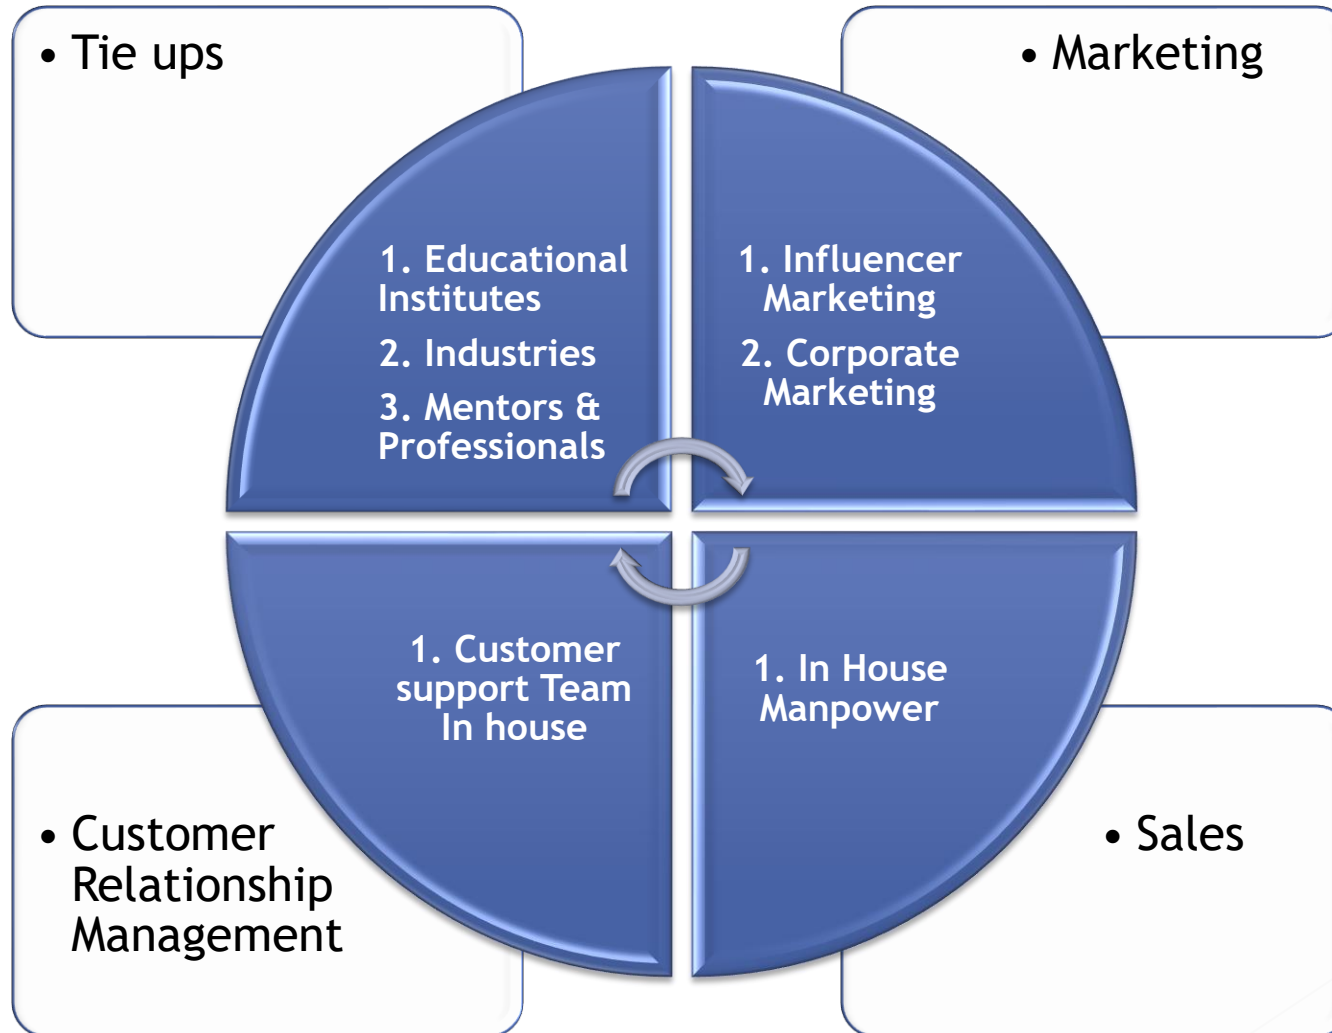 • Tie ups
• Marketing
1. Educational
Institutes
2. Industries
3. Mentors &
Professionals
1. Influencer
Marketing
2. Corporate
Marketing
1. Customer
support Team
In house
1. In House
Manpower
• Customer
Relationship
Management
• Sales